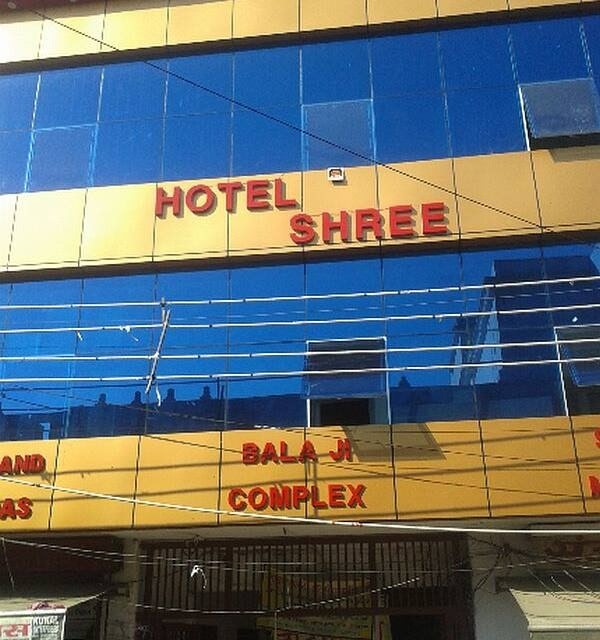 HOTEL
SHREE
AND
BALA JI
S
AS
COMPLEX